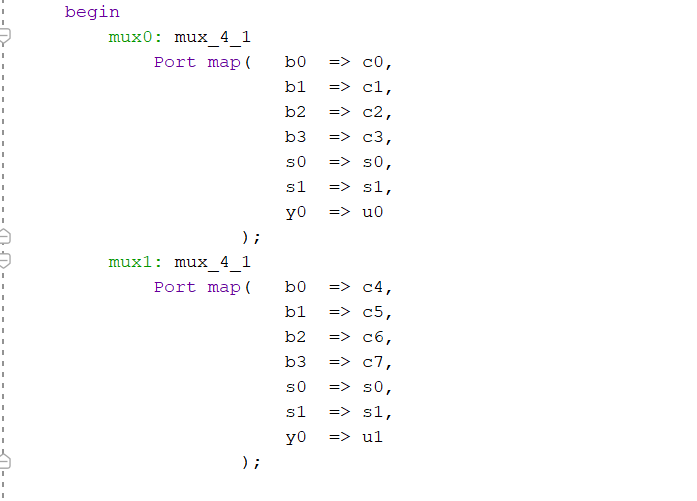 begin
mux0: mux_4_1
Port map(   b0  => c0,
b1  => c1,
b2  => c2,
b3  => c3,
s0  => s0,
s1  => s1,
y0  => u0
);
mux1: mux_4_1
Port map(   b0  => c4,
b1  => c5,
b2  => c6,
b3  => c7,
s0  => s0,
s1  => s1,
y0  => u1
);